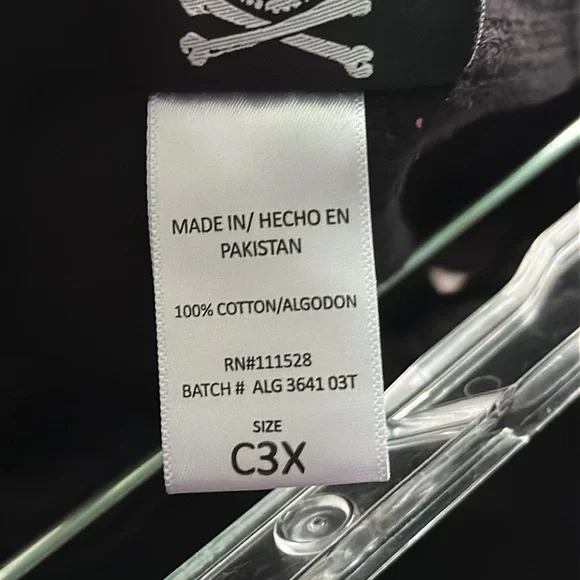 MADE IN/ HECHO EN
PAKISTAN
100% COTTON/ALGODON
RN#111528
BATCH # ALG 3641 03T
SIZE
C3X